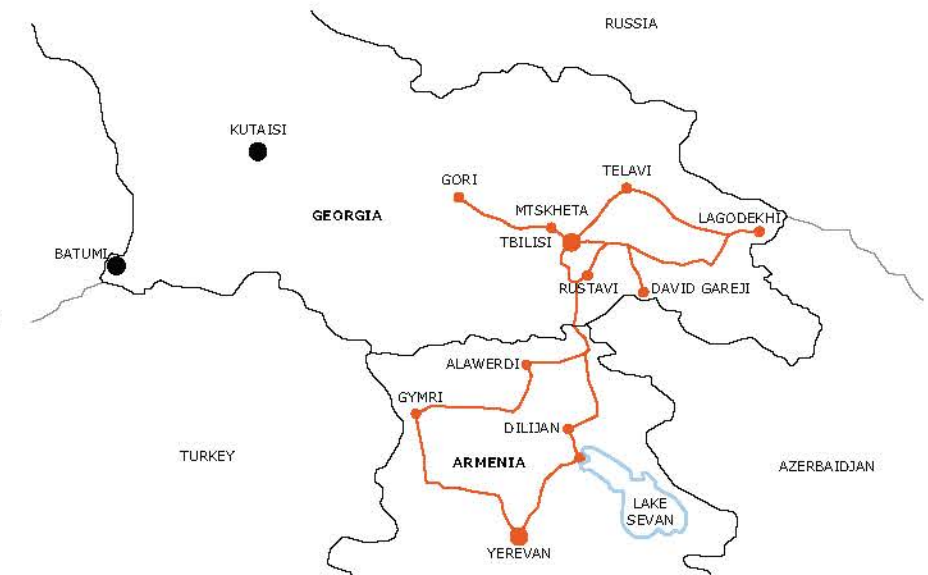 RUSSIA
KUTAISI
TELAVI
GORI
MTSKHETA
GEORGIA
LAGODEKHI
TBILISI
BATUMI
RUSTAVI
DAVID GAREJI
ALAWERDI
GYMRI
DILIJAN
TURKEY
ARMENIA
AZERBAIDJAN
LAKE
SEVAN
YEREVAN